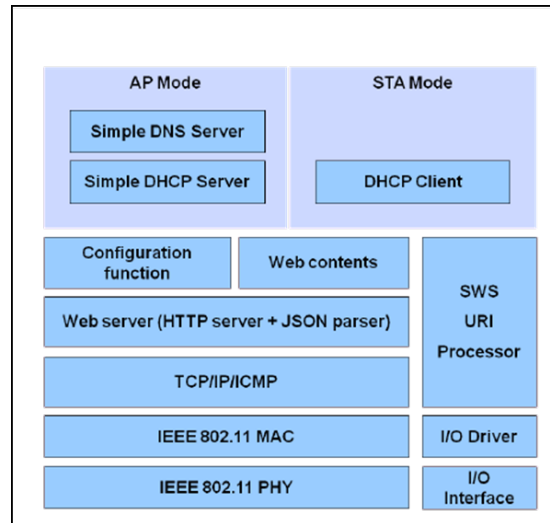 AP Mode
STA Mode
Simple DNS Server
Simple DHCP Server
DHCP Client
Configuration
function
Web contents
SWS
URI
Processor
Web server (HTTP server + JSON parser)
TCP/IP/ICMP
IEEE 802.11 MAC
I/O Driver
IEEE 802.11 PHY
I/O
Interface